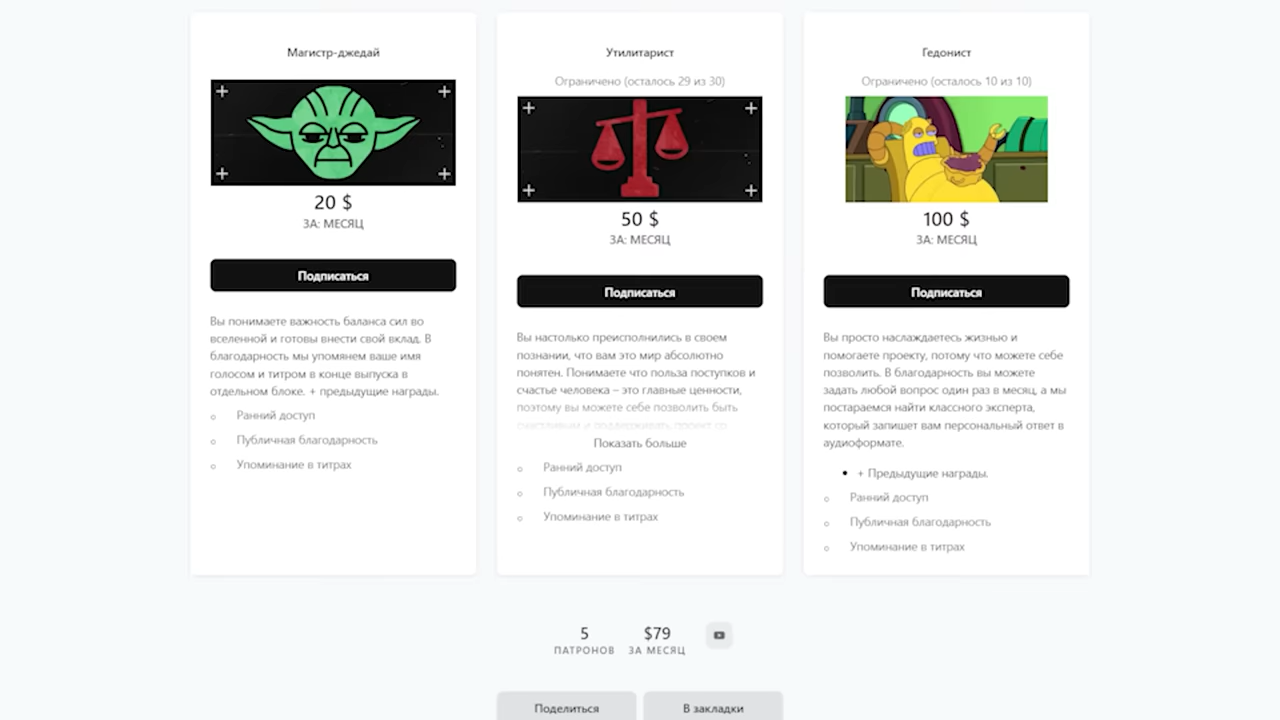 Магистр-джедай
20 $
ЗА: МЕСЯЦ
Подписаться
Вы понимаете важность баланса сил во
вселенной и готовы внести свой вклад. В
благодарность мы упомянем ваше имя
голосом и титром в конце выпуска в
отдельном блоке. + предыдущие награды.
Ранний доступ
Публичная благодарность
Упоминание в титрах
Утилитарист
Ограничено (осталось 29 из 30)
50 $
ЗА: МЕСЯЦ
Подписаться
Вы настолько преисполнились в своем
познании, что вам это мир абсолютно
понятен. Понимаете что польза поступков и
счастье человека – это главные ценности,
поэтому вы можете себе позволить быть
счастливым и поддерживать проект со
Показать больше
Ранний доступ
Публичная благодарность
Упоминание в титрах
Гедонист
Ограничено (осталось 10 из 10)
100 $
ЗА: МЕСЯЦ
Подписаться
Вы просто наслаждаетесь жизнью и
помогаете проекту, потому что можете себе
позволить. В благодарность вы можете
задать любой вопрос один раз в месяц, а мы
постараемся найти классного эксперта,
который запишет вам персональный ответ в
аудиоформате.
+ Предыдущие награды.
Ранний доступ
Публичная благодарность
Упоминание в титрах
5
ПАТРОНОВ
$79
ЗА МЕСЯЦ
Поделиться
В закладки